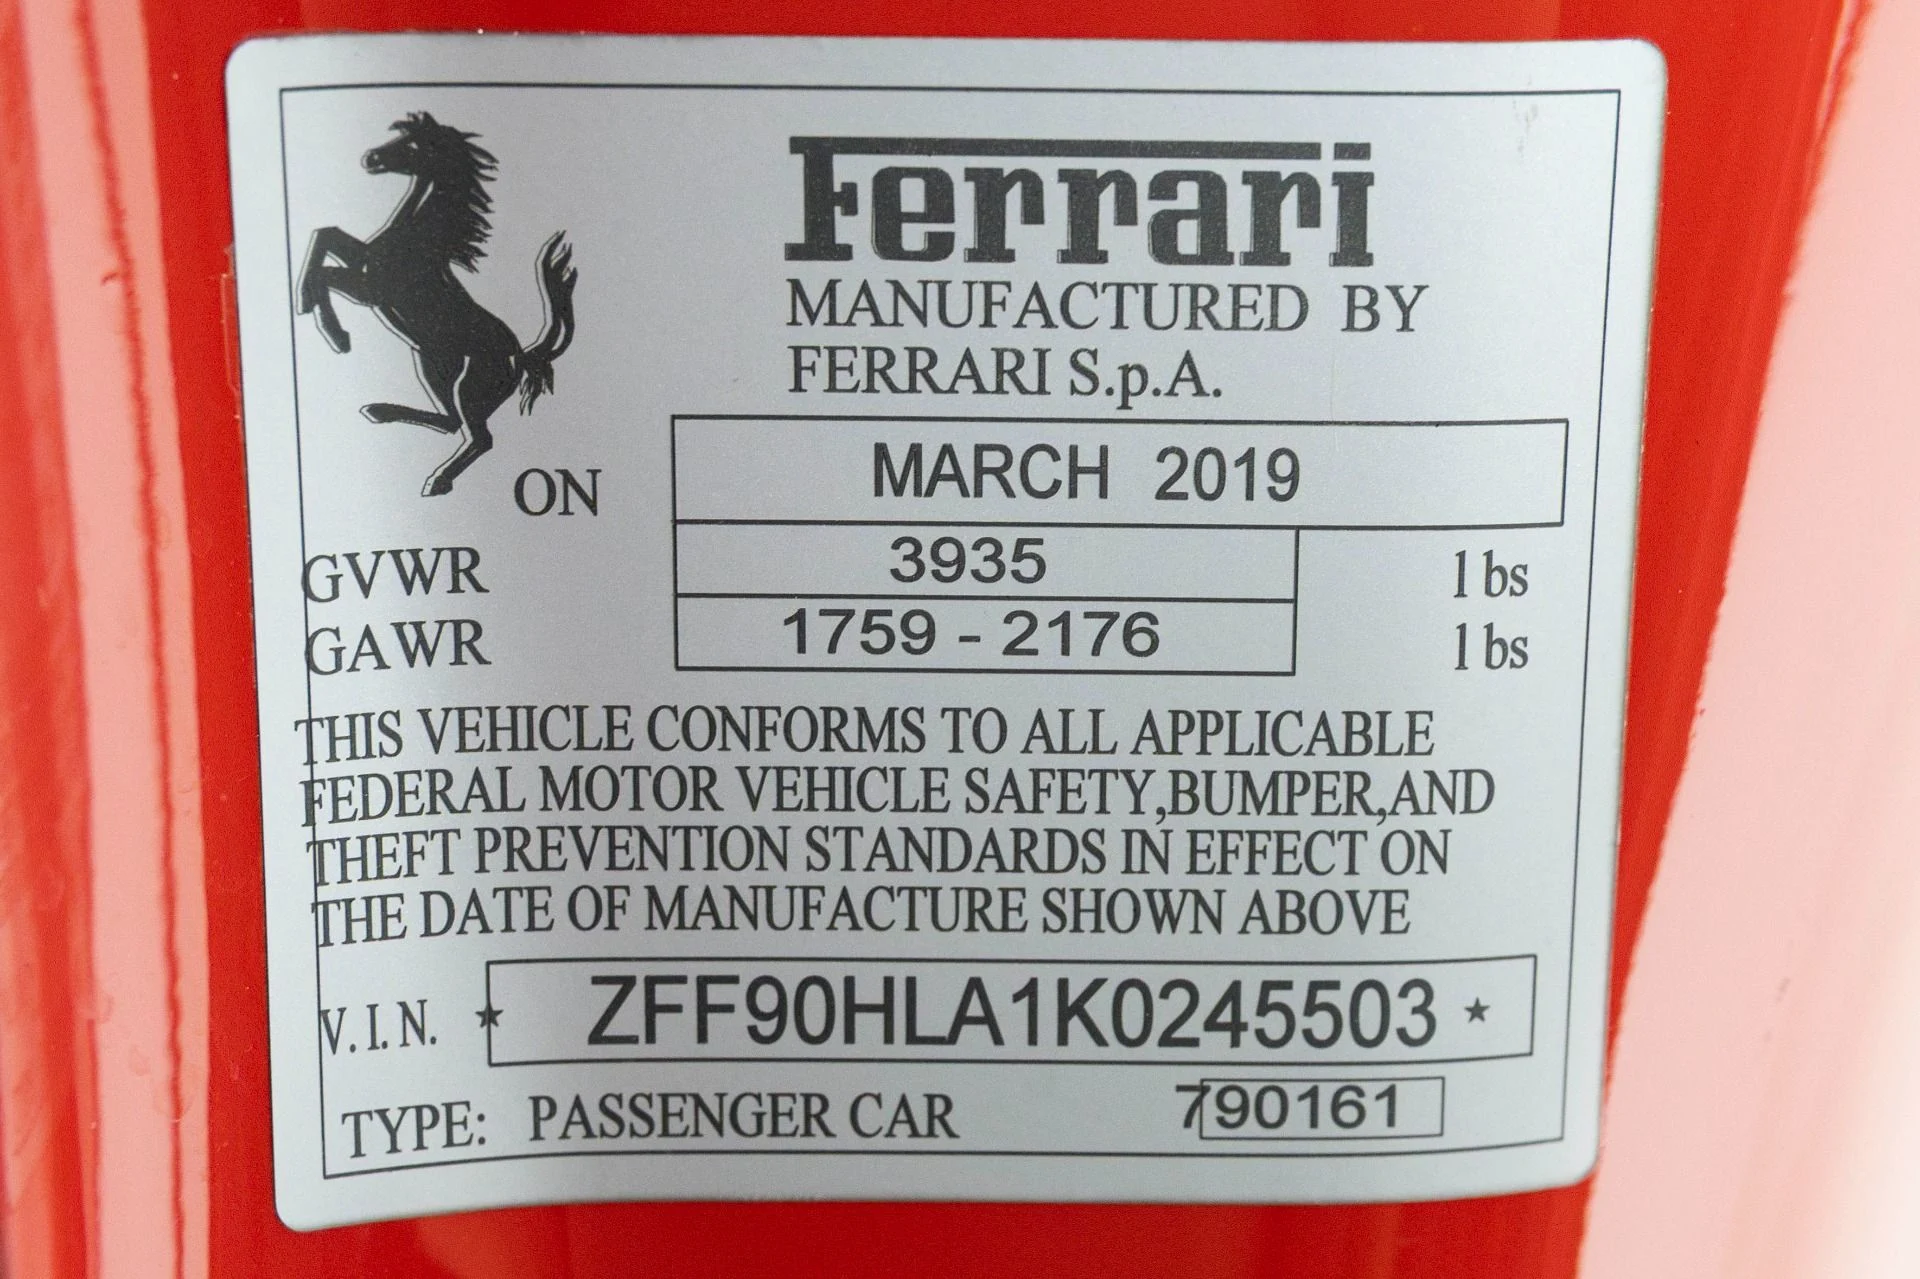 Ferrari
MANUFACTURED BY
FERRARI S.p.A.
ON MARCH 2019
GVWR 3935 lbs
GAWR 1759 - 2176 lbs
THIS VEHICLE CONFORMS TO ALL APPLICABLE
FEDERAL MOTOR VEHICLE SAFETY,BUMPER,AND
THEFT PREVENTION STANDARDS IN EFFECT ON
THE DATE OF MANUFACTURE SHOWN ABOVE
V.I.N. * ZFF90HLA1K0245503 *
TYPE: PASSENGER CAR 790161